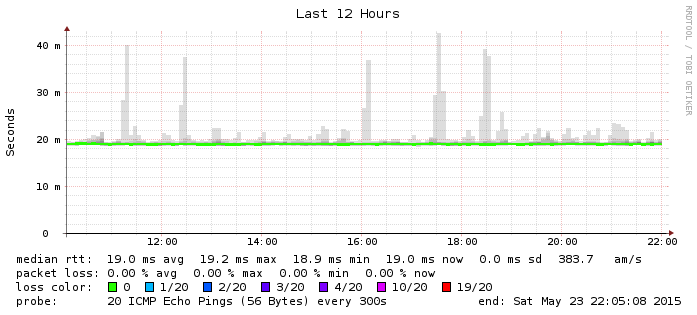 Last 12 Hours
RRDTOOL / TOBI OETIKER
Seconds
40 m
30 m
20 m
10 m
0
12:00 14:00 16:00 18:00 20:00 22:00
median rtt: 19.0 ms avg 19.2 ms max 18.9 ms min 19.0 ms now 0.0 ms sd 383.7 am/s
packet loss: 0.00 % avg 0.00 % max 0.00 % min 0.00 % now
loss color: 0 1/20 2/20 3/20 4/20 10/20 19/20
probe: 20 ICMP Echo Pings (56 Bytes) every 300s end: Sat May 23 22:05:08 2015